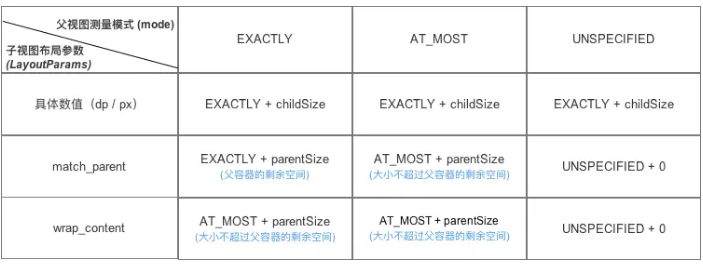 父视图测量模式 (mode)
子视图布局参数
(LayoutParams)
EXACTLY
AT_MOST
UNSPECIFIED
具体数值（dp / px）
EXACTLY + childSize
EXACTLY + childSize
EXACTLY + childSize
match_parent
EXACTLY + parentSize
(父容器的剩余空间)
AT_MOST + parentSize
(大小不超过父容器的剩余空间)
UNSPECIFIED + 0
wrap_content
AT_MOST + parentSize
(大小不超过父容器的剩余空间)
AT_MOST + parentSize
(大小不超过父容器的剩余空间)
UNSPECIFIED + 0